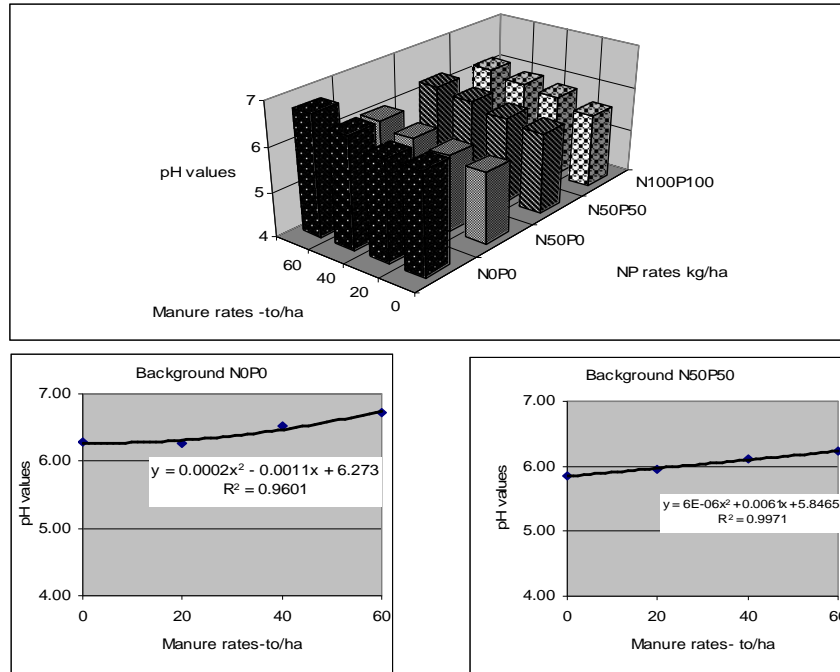 7
6
5
4
pH values
60
40
20
0
Manure rates -to/ha
N0P0
N50P0
N50P50
N100P100
NP rates kg/ha
Background N0P0
7.00
6.00
5.00
4.00
pH values
y = 0.0002x² - 0.0011x + 6.273
R² = 0.9601
0 20 40 60
Manure rates-to/ha
Background N50P50
7.00
6.00
5.00
4.00
pH values
y = 6E-06x² + 0.0061x + 5.8465
R² = 0.9971
0 20 40 60
Manure rates- to/ha